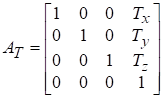 A_T = [ 1 0 0 T_x
0 1 0 T_y
0 0 1 T_z
0 0 0 1 ]